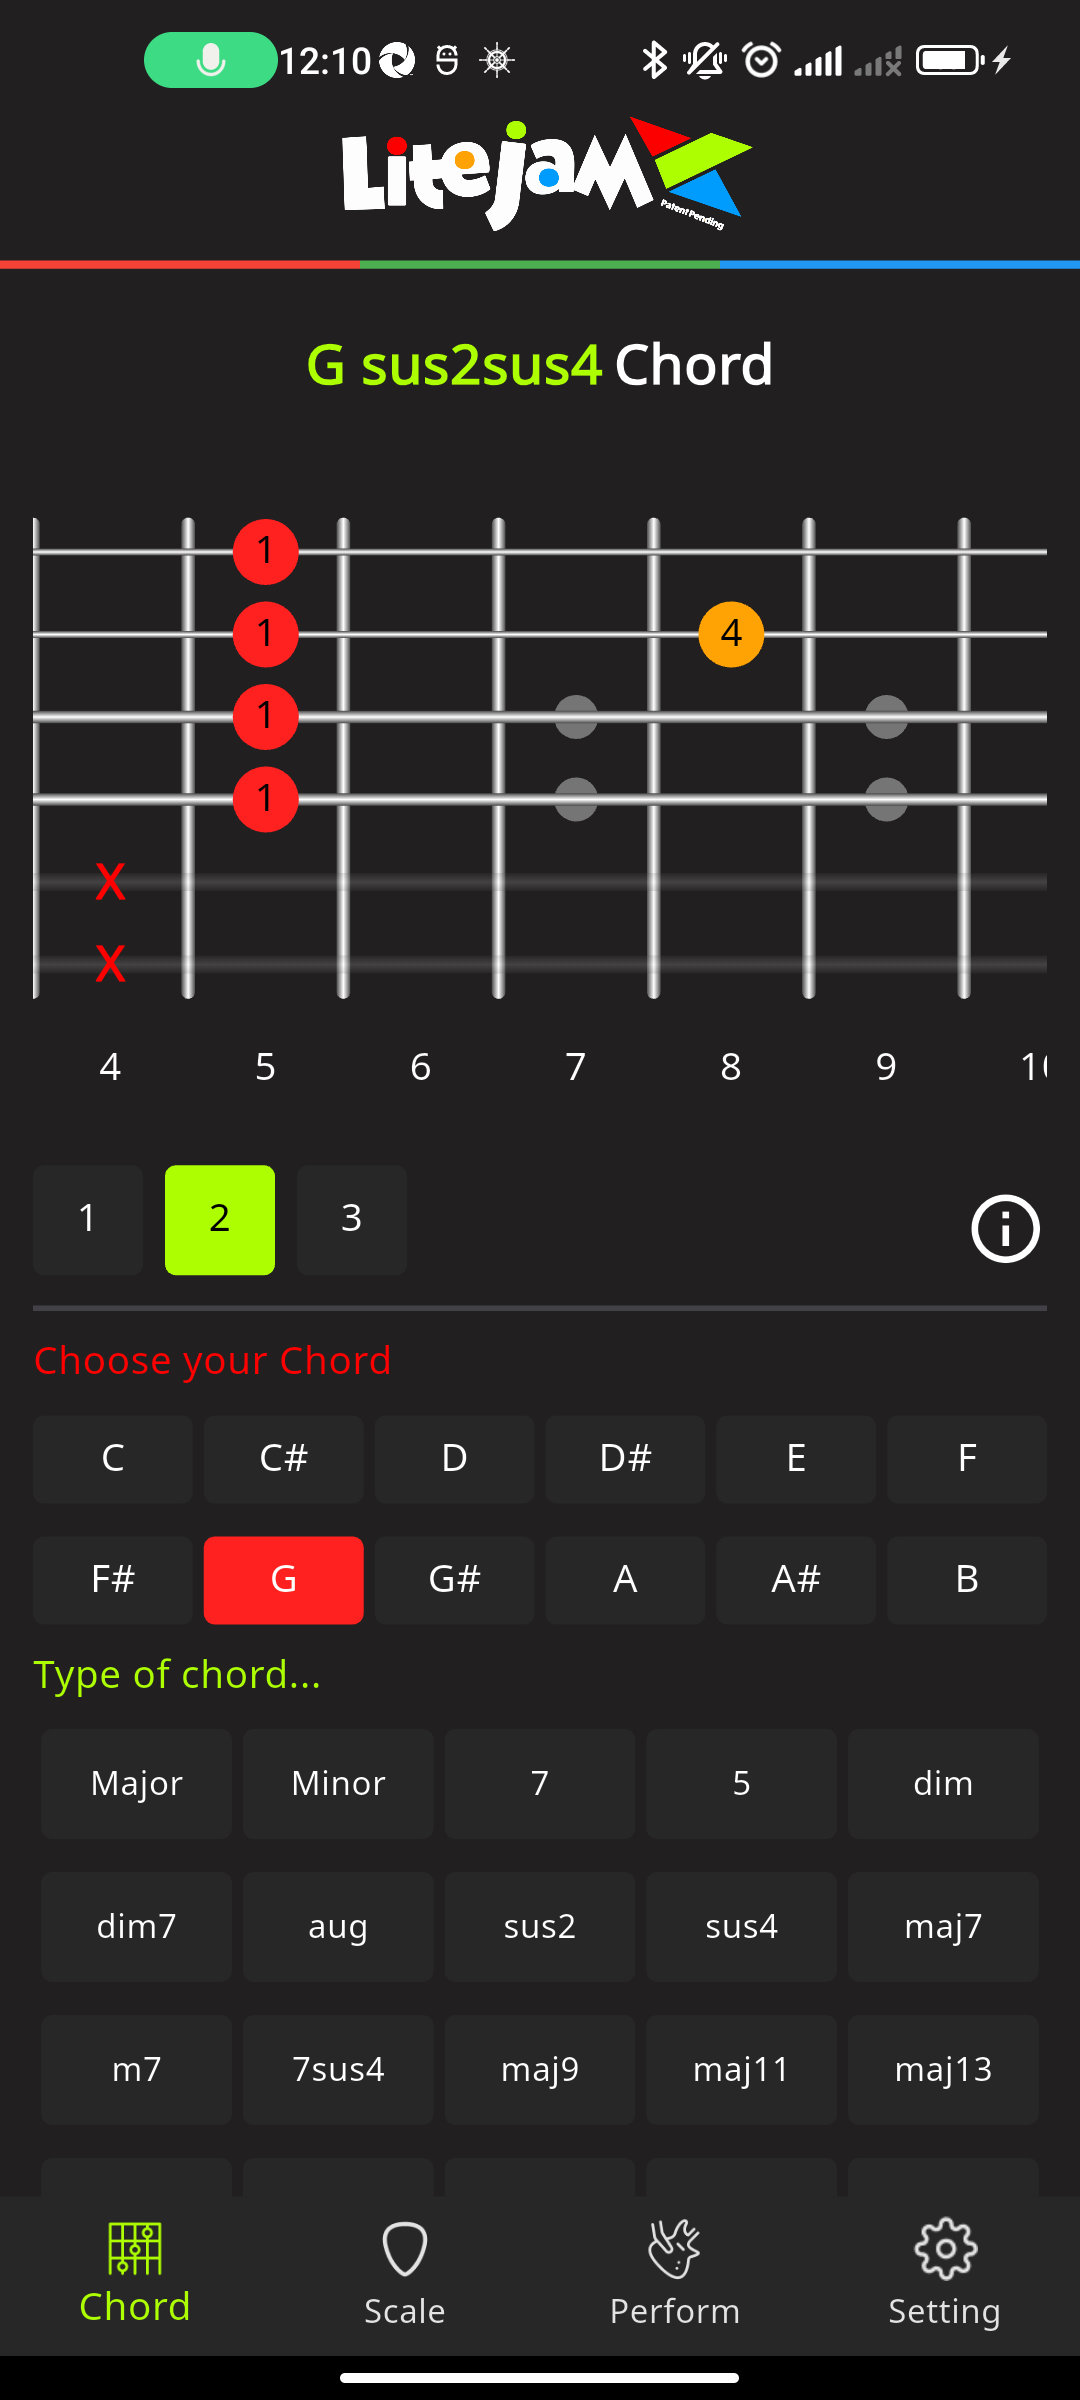 12:10
Litejam
Patent Pending
G sus2sus4 Chord
1
1 4
1
1
X
X
4 5 6 7 8 9
1 2 3
Choose your Chord
C C# D D# E F
F# G G# A A# B
Type of chord...
Major Minor 7 5 dim
dim7 aug sus2 sus4 maj7
m7 7sus4 maj9 maj11 maj13
Chord Scale Perform Setting